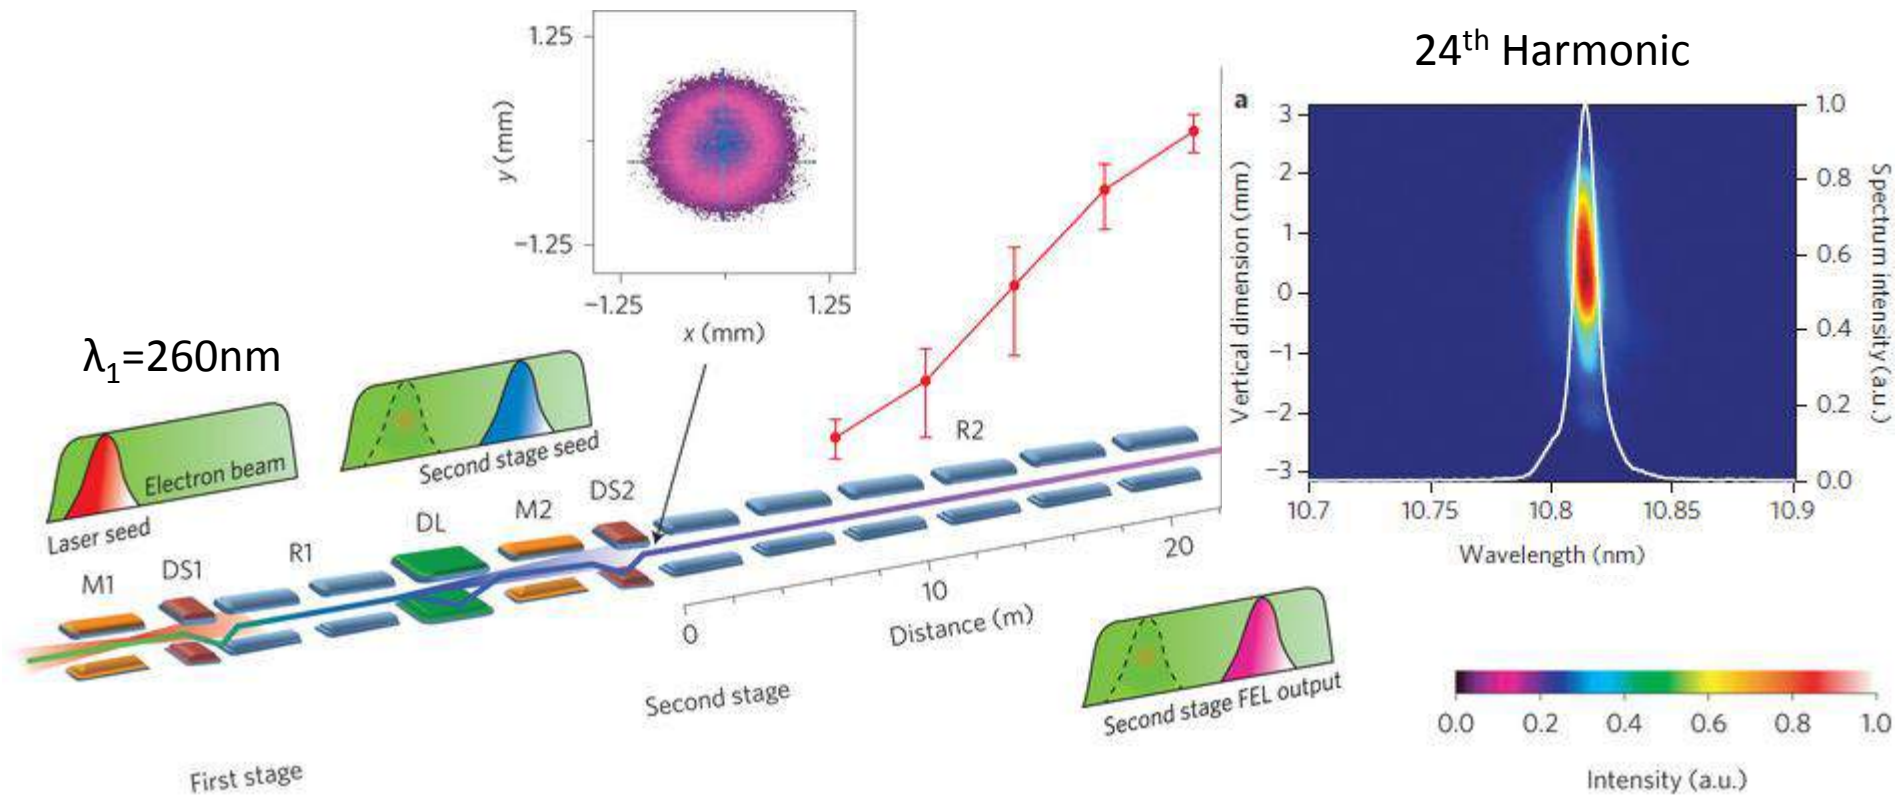 24th Harmonic
1.25
y (mm)
−1.25
−1.25
1.25
x (mm)
a
3
2
1
0
−1
−2
−3
Vertical dimension (mm)
1.0
0.8
0.6
0.4
0.2
0.0
Spectrum intensity (a.u.)
10.7
10.75
10.8
10.85
10.9
Wavelength (nm)
λ1=260nm
Electron beam
Laser seed
Second stage seed
M1
DS1
R1
DL
M2
DS2
R2
0
10
20
Distance (m)
Second stage
First stage
Second stage FEL output
0.0
0.2
0.4
0.6
0.8
1.0
Intensity (a.u.)